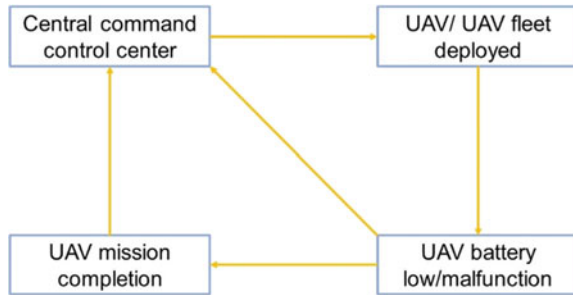 Central command
control center
UAV/ UAV fleet
deployed
UAV mission
completion
UAV battery
low/malfunction